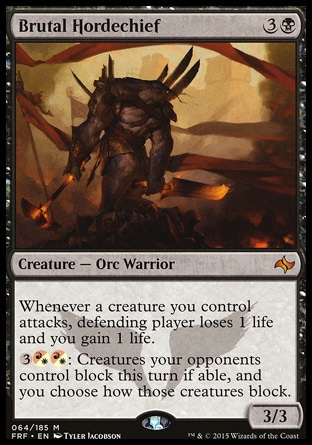 Brutal Hordechief 3
Creature — Orc Warrior
Whenever a creature you control
attacks, defending player loses 1 life
and you gain 1 life.
3: Creatures your opponents
control block this turn if able, and
you choose how those creatures block.
3/3
064/185 M
FRF • EN Tyler Jacobson
™ & © 2015 Wizards of the Coast